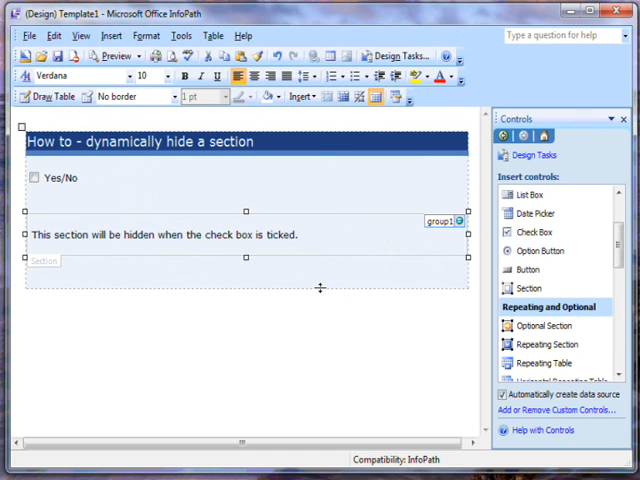 (Design) Template1 - Microsoft Office InfoPath
File Edit View Insert Format Tools Table Help
Type a question for help
Preview
Design Tasks...
Verdana 10 B I U A
Draw Table No border 1 pt Insert
How to - dynamically hide a section
Yes/No
group1
This section will be hidden when the check box is ticked.
Section
Controls
Design Tasks
Insert controls:
List Box
Date Picker
Check Box
Option Button
Button
Section
Repeating and Optional
Optional Section
Repeating Section
Repeating Table
Horizontal Repeating Table
Automatically create data source
Add or Remove Custom Controls...
Help with Controls
Compatibility: InfoPath